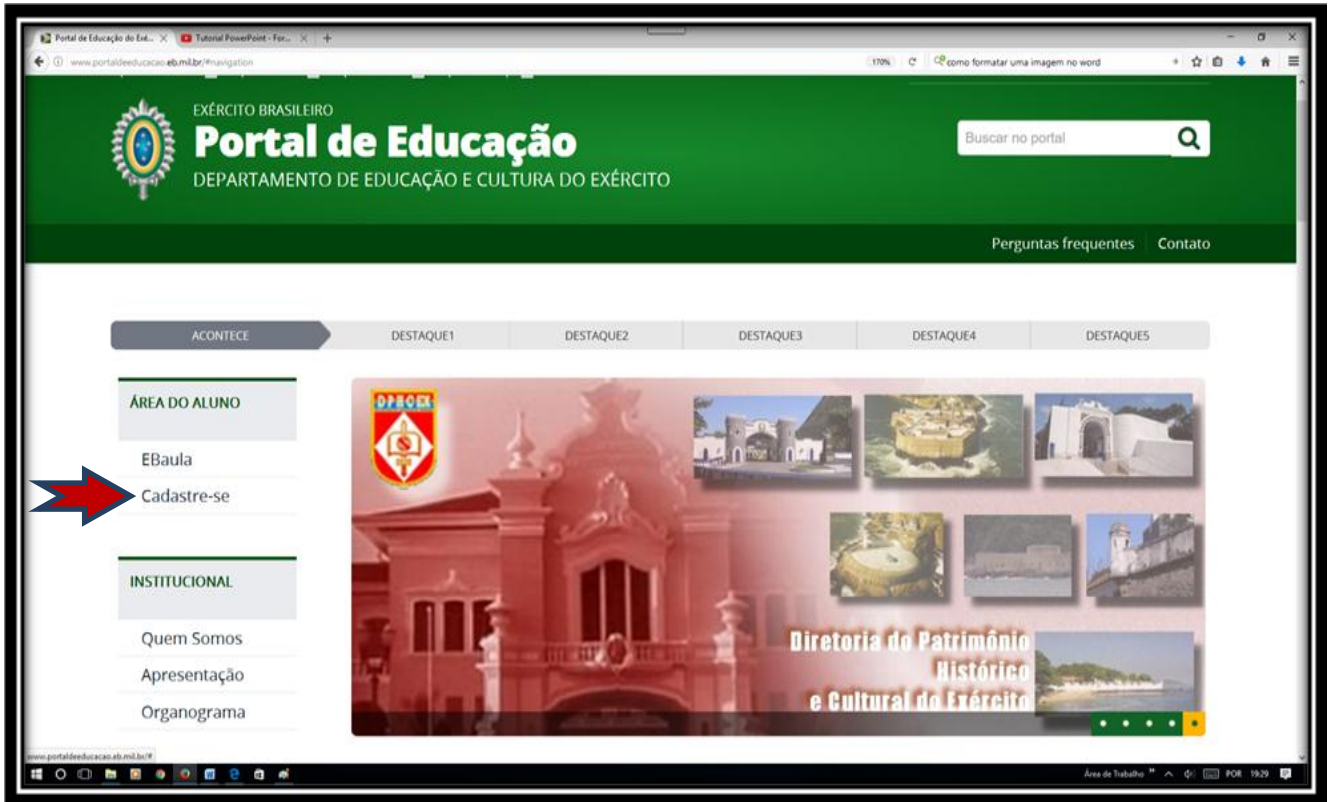 Portal de Educação do Exé...
Tutorial PowerPoint - For...
www.portaldeeducacao.eb.mil.br/#navigation
170%
como formatar uma imagem no word
EXÉRCITO BRASILEIRO
Portal de Educação
DEPARTAMENTO DE EDUCAÇÃO E CULTURA DO EXÉRCITO
Buscar no portal
Perguntas frequentes
Contato
ACONTECE
DESTAQUE1
DESTAQUE2
DESTAQUE3
DESTAQUE4
DESTAQUE5
ÁREA DO ALUNO
EBaula
Cadastre-se
INSTITUCIONAL
Quem Somos
Apresentação
Organograma
DPHCEX
Diretoria do Patrimônio
Histórico
e Cultural do Exército
www.portaldeeducacao.eb.mil.br/#
Área de Trabalho
POR
19:29